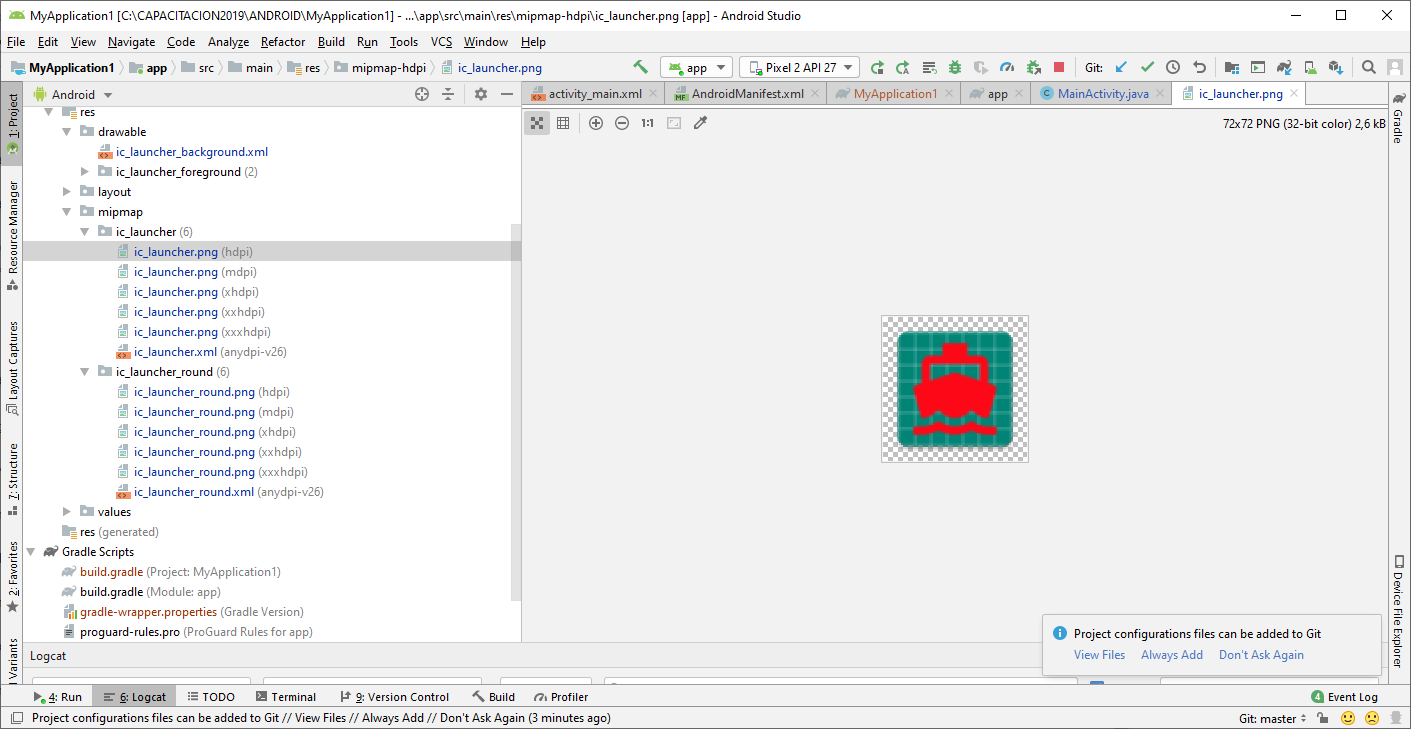 MyApplication1 [C:\CAPACITACION2019\ANDROID\MyApplication1] - ...\app\src\main\res\mipmap-hdpi\ic_launcher.png [app] - Android Studio
File Edit View Navigate Code Analyze Refactor Build Run Tools VCS Window Help
MyApplication1 app src main res mipmap-hdpi ic_launcher.png app Pixel 2 API 27 Git:
1: Project
Resource Manager
Layout Captures
7: Structure
2: Favorites
Variants
Android
res
drawable
ic_launcher_background.xml
ic_launcher_foreground (2)
layout
mipmap
ic_launcher (6)
ic_launcher.png (hdpi)
ic_launcher.png (mdpi)
ic_launcher.png (xhdpi)
ic_launcher.png (xxhdpi)
ic_launcher.png (xxxhdpi)
ic_launcher.xml (anydpi-v26)
ic_launcher_round (6)
ic_launcher_round.png (hdpi)
ic_launcher_round.png (mdpi)
ic_launcher_round.png (xhdpi)
ic_launcher_round.png (xxhdpi)
ic_launcher_round.png (xxxhdpi)
ic_launcher_round.xml (anydpi-v26)
values
res (generated)
Gradle Scripts
build.gradle (Project: MyApplication1)
build.gradle (Module: app)
gradle-wrapper.properties (Gradle Version)
proguard-rules.pro (ProGuard Rules for app)
activity_main.xml AndroidManifest.xml MyApplication1 app MainActivity.java ic_launcher.png
1:1 72x72 PNG (32-bit color) 2,6 kB
Gradle
Device File Explorer
Project configurations files can be added to Git
View Files Always Add Don't Ask Again
Logcat
4: Run 6: Logcat TODO Terminal 9: Version Control Build Profiler 4 Event Log
Project configurations files can be added to Git // View Files // Always Add // Don't Ask Again (3 minutes ago) Git: master